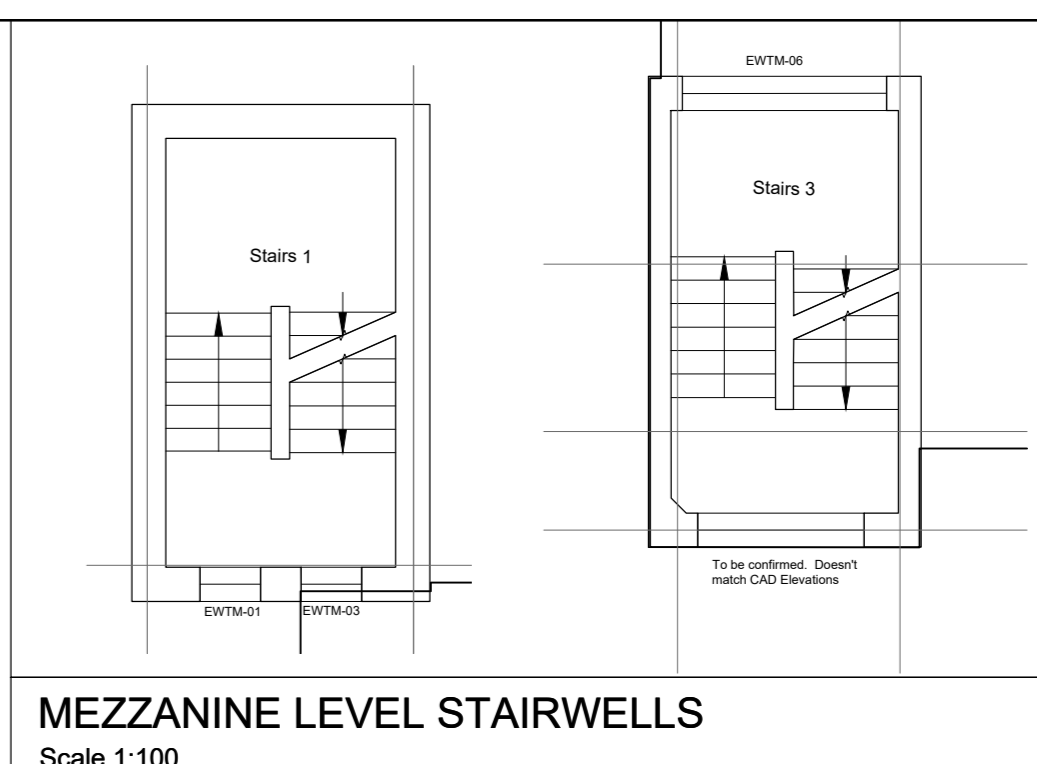 EWTM-06
Stairs 3
Stairs 1
To be confirmed. Doesn't
match CAD Elevations
EWTM-01
EWTM-03
MEZZANINE LEVEL STAIRWELLS
Scale 1:100